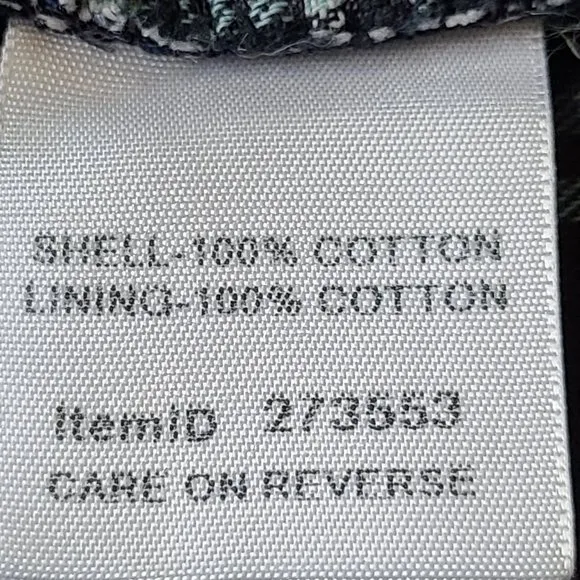 SHELL-100% COTTON
LINING-100% COTTON
ItemID 273553
CARE ON REVERSE